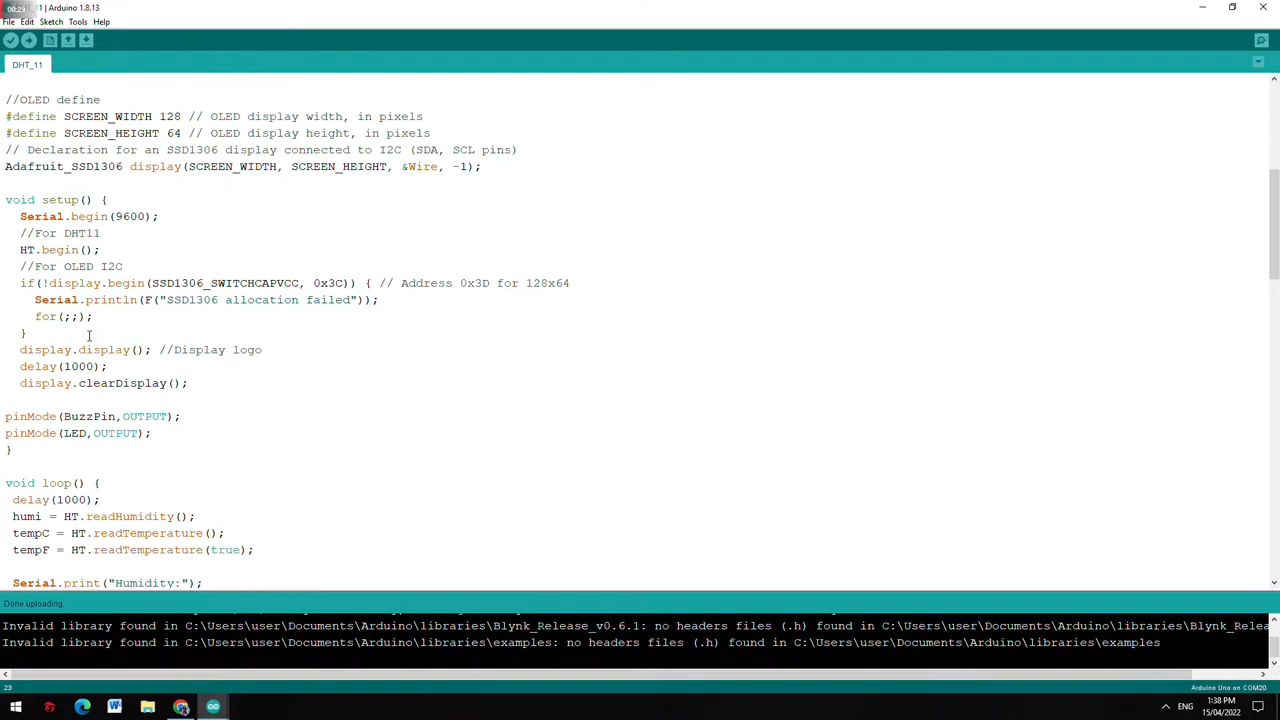 00:29
11 | Arduino 1.8.13
File Edit Sketch Tools Help
DHT_11
//OLED define
#define SCREEN_WIDTH 128 // OLED display width, in pixels
#define SCREEN_HEIGHT 64 // OLED display height, in pixels
// Declaration for an SSD1306 display connected to I2C (SDA, SCL pins)
Adafruit_SSD1306 display(SCREEN_WIDTH, SCREEN_HEIGHT, &Wire, -1);
void setup() {
Serial.begin(9600);
//For DHT11
HT.begin();
//For OLED I2C
if(!display.begin(SSD1306_SWITCHCAPVCC, 0x3C)) { // Address 0x3D for 128x64
Serial.println(F("SSD1306 allocation failed"));
for(;;);
}
display.display(); //Display logo
delay(1000);
display.clearDisplay();
pinMode(BuzzPin,OUTPUT);
pinMode(LED,OUTPUT);
}
void loop() {
delay(1000);
humi = HT.readHumidity();
tempC = HT.readTemperature();
tempF = HT.readTemperature(true);
Serial.print("Humidity:");
Done uploading.
Invalid library found in C:\Users\user\Documents\Arduino\libraries\Blynk_Release_v0.6.1: no headers files (.h) found in C:\Users\user\Documents\Arduino\libraries\Blynk_Relea
Invalid library found in C:\Users\user\Documents\Arduino\libraries\examples: no headers files (.h) found in C:\Users\user\Documents\Arduino\libraries\examples
23
Arduino Uno on COM20
ENG
1:38 PM
15/04/2022